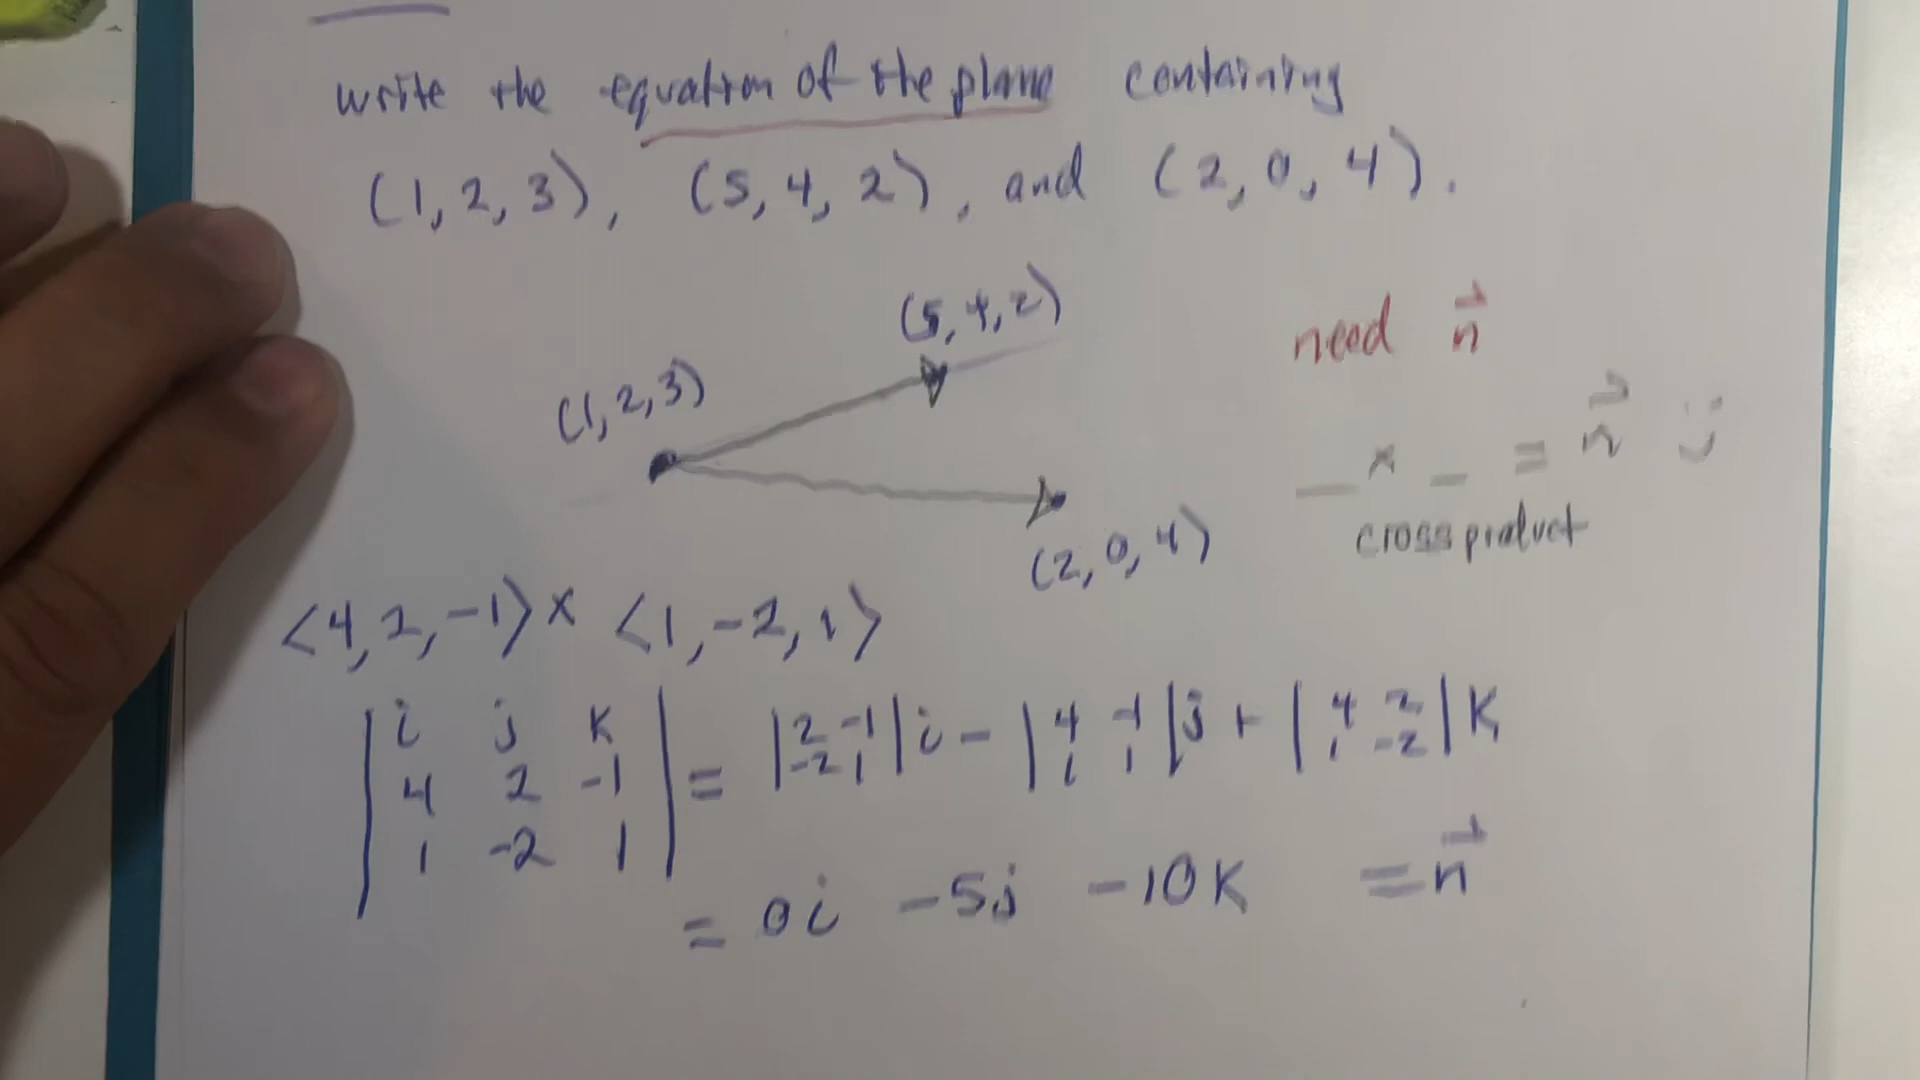 write the equation of the plane containing
(1, 2, 3), (5, 4, 2), and (2, 0, 4).
(5, 4, 2)
need n⃗
(1, 2, 3)
_ × _ = n⃗ :)
cross product
(2, 0, 4)
<4, 2, -1> × <1, -2, 1>
| i j k |
| 4 2 -1 | = |2 -1| i - |4 -1| j + |4 2| k
| 1 -2 1 | |-2 1| |1 1| |1 -2|
= 0i - 5j - 10k = n⃗